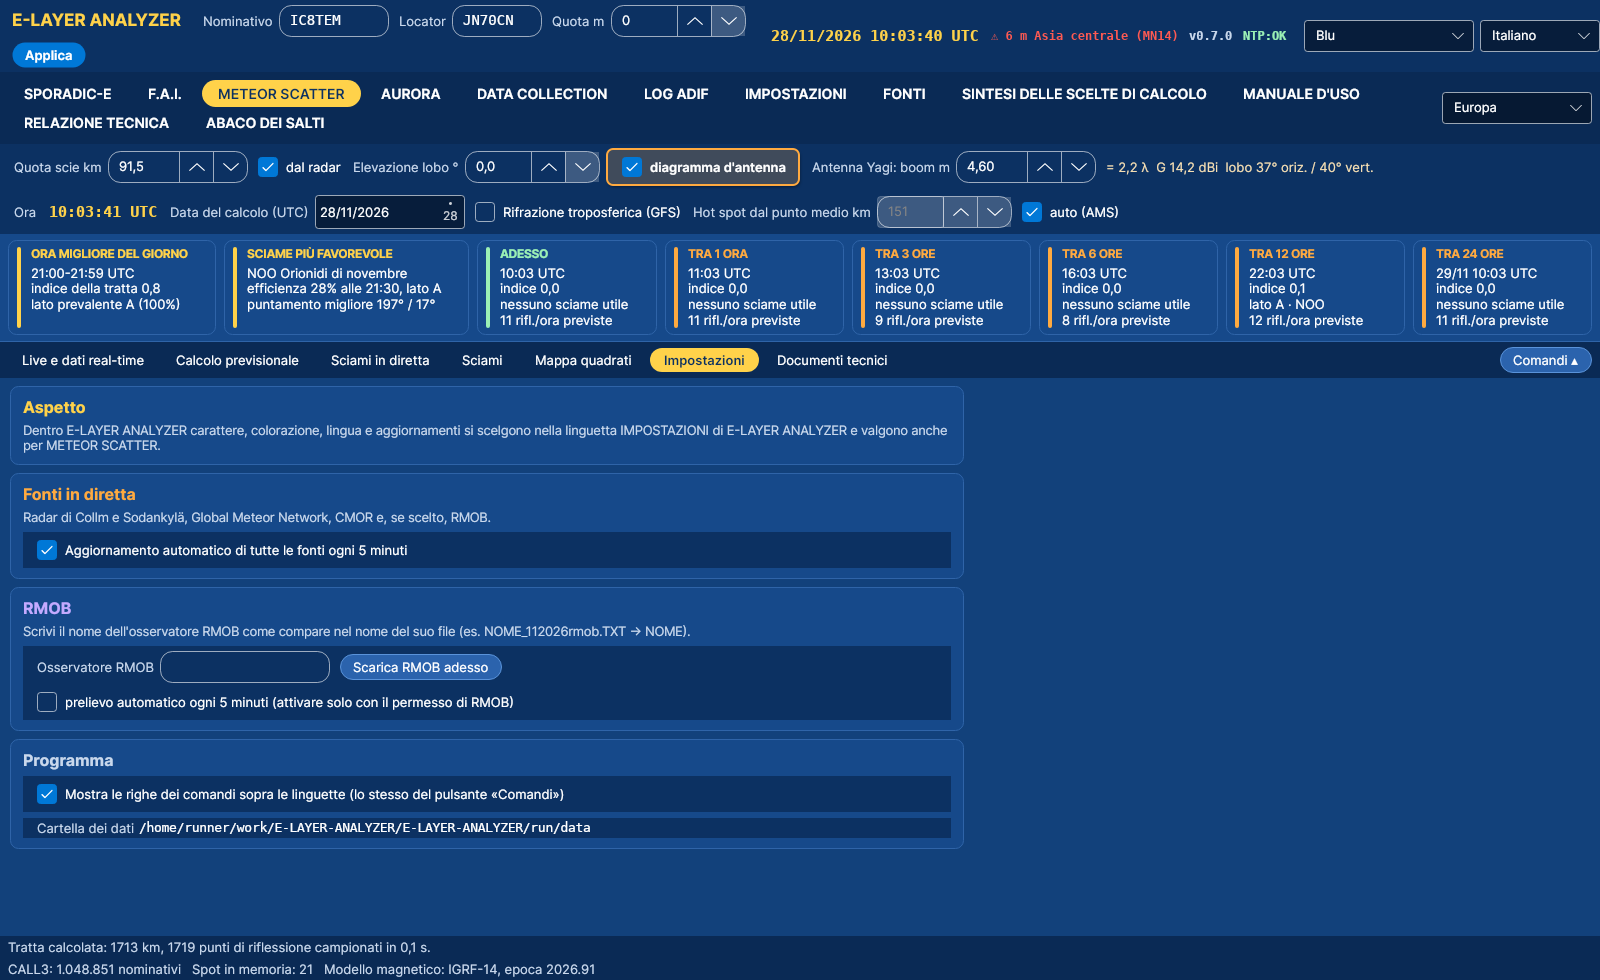 E-LAYER ANALYZER
Nominativo IC8TEM Locator JN70CN Quota m 0
28/11/2026 10:03:40 UTC ⚠ 6 m Asia centrale (MN14) v0.7.0 NTP:OK Blu Italiano
Applica
SPORADIC-E F.A.I. METEOR SCATTER AURORA DATA COLLECTION LOG ADIF IMPOSTAZIONI FONTI SINTESI DELLE SCELTE DI CALCOLO MANUALE D'USO
RELAZIONE TECNICA ABACO DEI SALTI
Europa
Quota scie km 91,5 dal radar Elevazione lobo ° 0,0 diagramma d'antenna Antenna Yagi: boom m 4,60 = 2,2 λ G 14,2 dBi lobo 37° oriz. / 40° vert.
Ora 10:03:41 UTC Data del calcolo (UTC) 28/11/2026 28 Rifrazione troposferica (GFS) Hot spot dal punto medio km 151 auto (AMS)
ORA MIGLIORE DEL GIORNO
21:00-21:59 UTC
indice della tratta 0,8
lato prevalente A (100%)
SCIAME PIÙ FAVOREVOLE
NOO Orionidi di novembre
efficienza 28% alle 21:30, lato A
puntamento migliore 197° / 17°
ADESSO
10:03 UTC
indice 0,0
nessuno sciame utile
11 rifl./ora previste
TRA 1 ORA
11:03 UTC
indice 0,0
nessuno sciame utile
11 rifl./ora previste
TRA 3 ORE
13:03 UTC
indice 0,0
nessuno sciame utile
9 rifl./ora previste
TRA 6 ORE
16:03 UTC
indice 0,0
nessuno sciame utile
8 rifl./ora previste
TRA 12 ORE
22:03 UTC
indice 0,1
lato A · NOO
12 rifl./ora previste
TRA 24 ORE
29/11 10:03 UTC
indice 0,0
nessuno sciame utile
11 rifl./ora previste
Live e dati real-time Calcolo previsionale Sciami in diretta Sciami Mappa quadrati Impostazioni Documenti tecnici Comandi ▴
Aspetto
Dentro E-LAYER ANALYZER carattere, colorazione, lingua e aggiornamenti si scelgono nella linguetta IMPOSTAZIONI di E-LAYER ANALYZER e valgono anche
per METEOR SCATTER.
Fonti in diretta
Radar di Collm e Sodankylä, Global Meteor Network, CMOR e, se scelto, RMOB.
Aggiornamento automatico di tutte le fonti ogni 5 minuti
RMOB
Scrivi il nome dell'osservatore RMOB come compare nel nome del suo file (es. NOME_112026rmob.TXT → NOME).
Osservatore RMOB Scarica RMOB adesso
prelievo automatico ogni 5 minuti (attivare solo con il permesso di RMOB)
Programma
Mostra le righe dei comandi sopra le linguette (lo stesso del pulsante «Comandi»)
Cartella dei dati /home/runner/work/E-LAYER-ANALYZER/E-LAYER-ANALYZER/run/data
Tratta calcolata: 1713 km, 1719 punti di riflessione campionati in 0,1 s.
CALL3: 1.048.851 nominativi Spot in memoria: 21 Modello magnetico: IGRF-14, epoca 2026.91